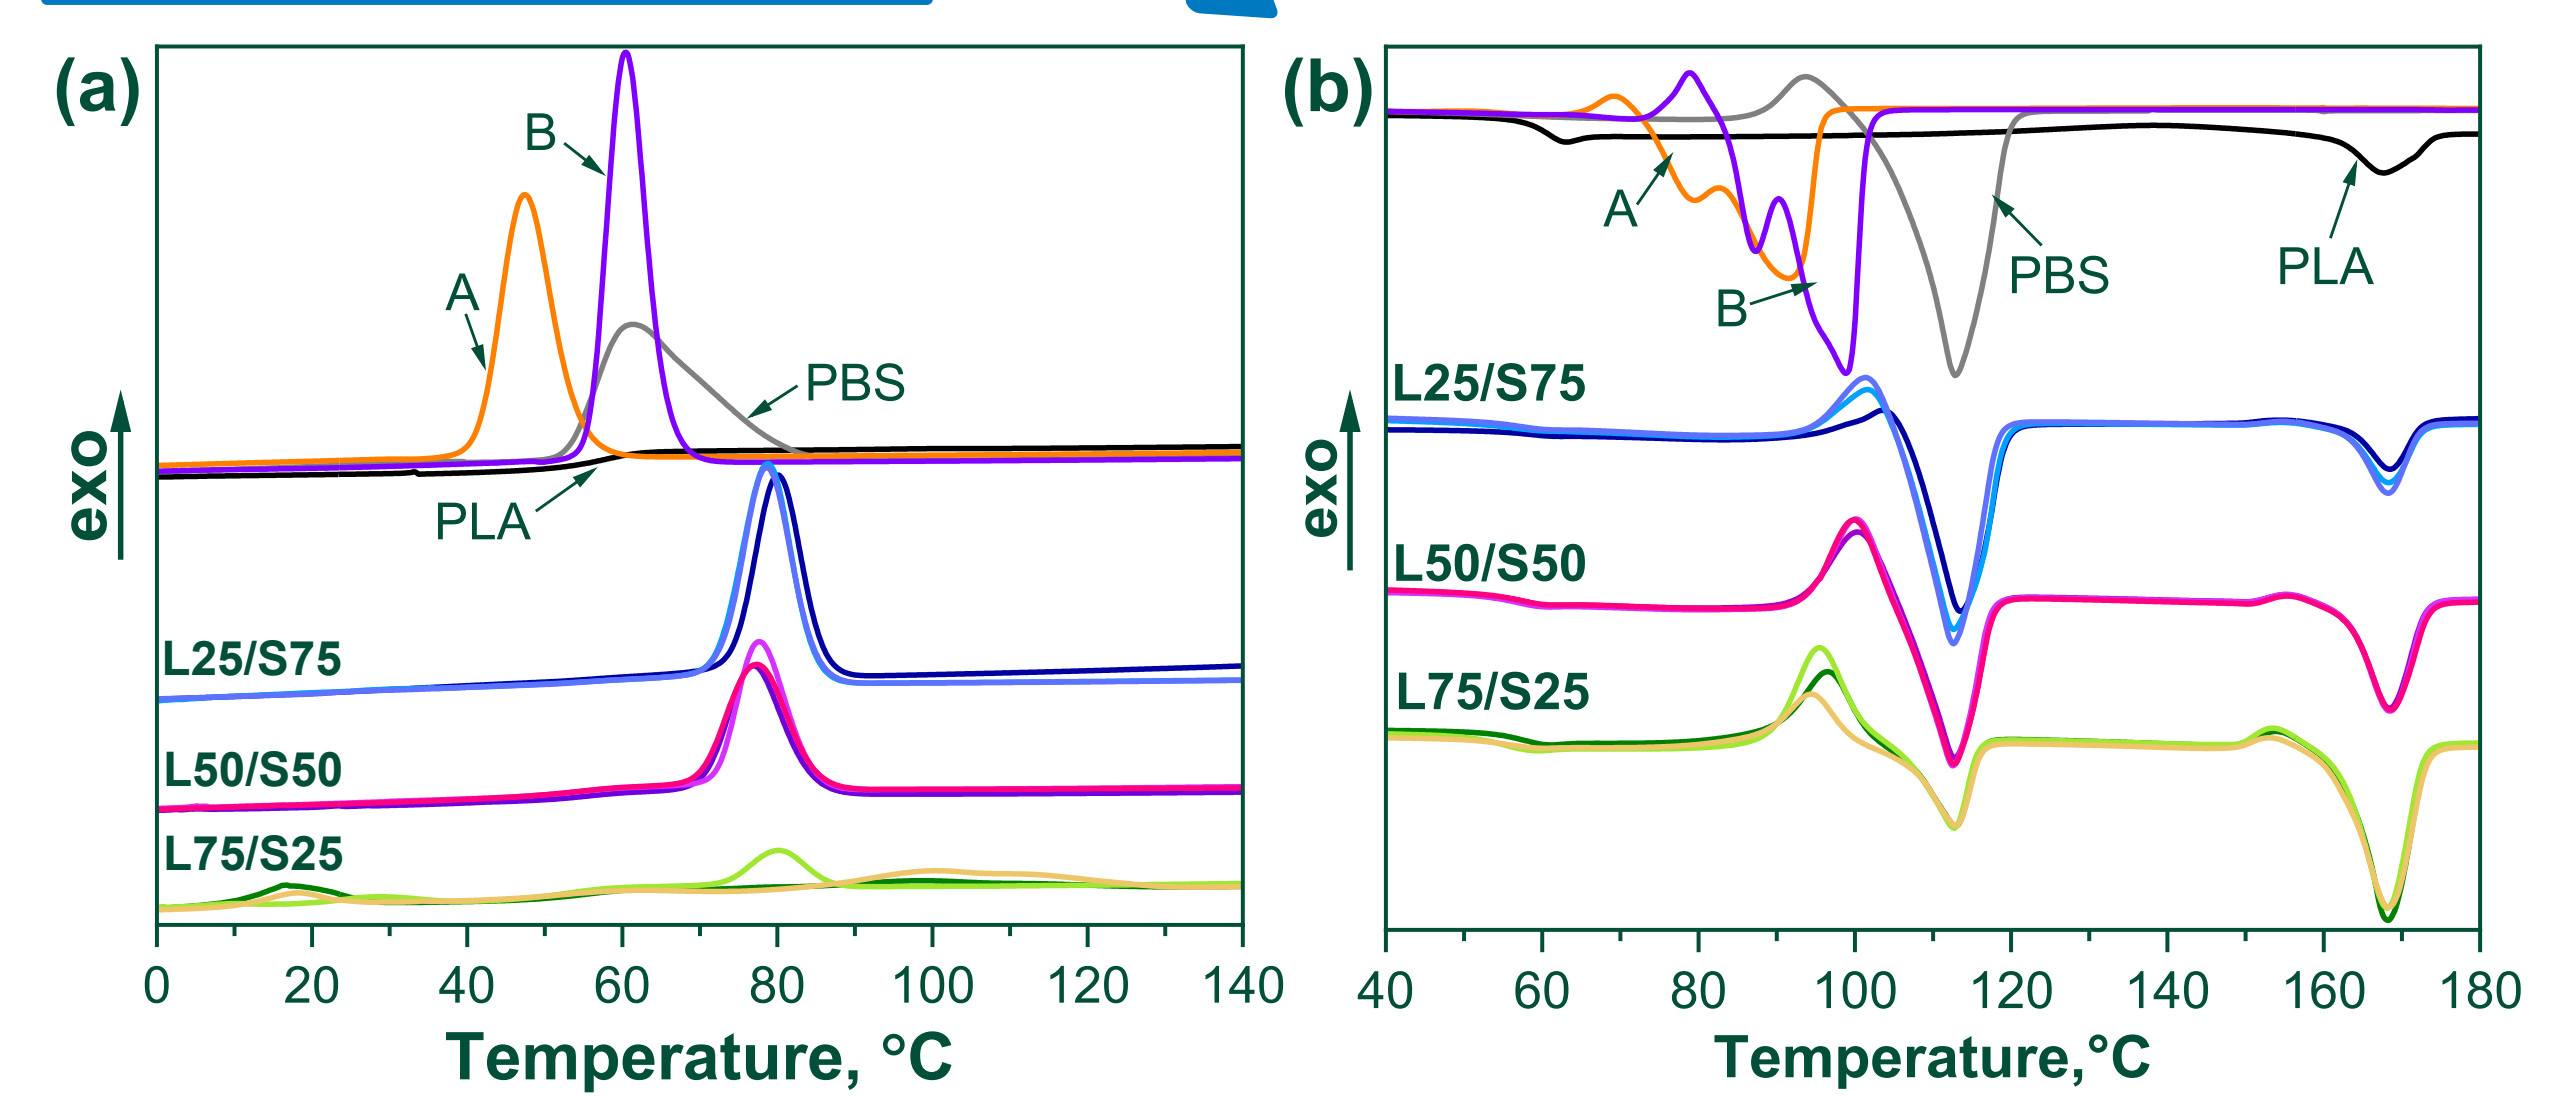 (a)
B
A
PBS
PLA
exo
L25/S75
L50/S50
L75/S25
0 20 40 60 80 100 120 140
Temperature, °C
(b)
A
B
PBS
PLA
exo
L25/S75
L50/S50
L75/S25
40 60 80 100 120 140 160 180
Temperature,°C